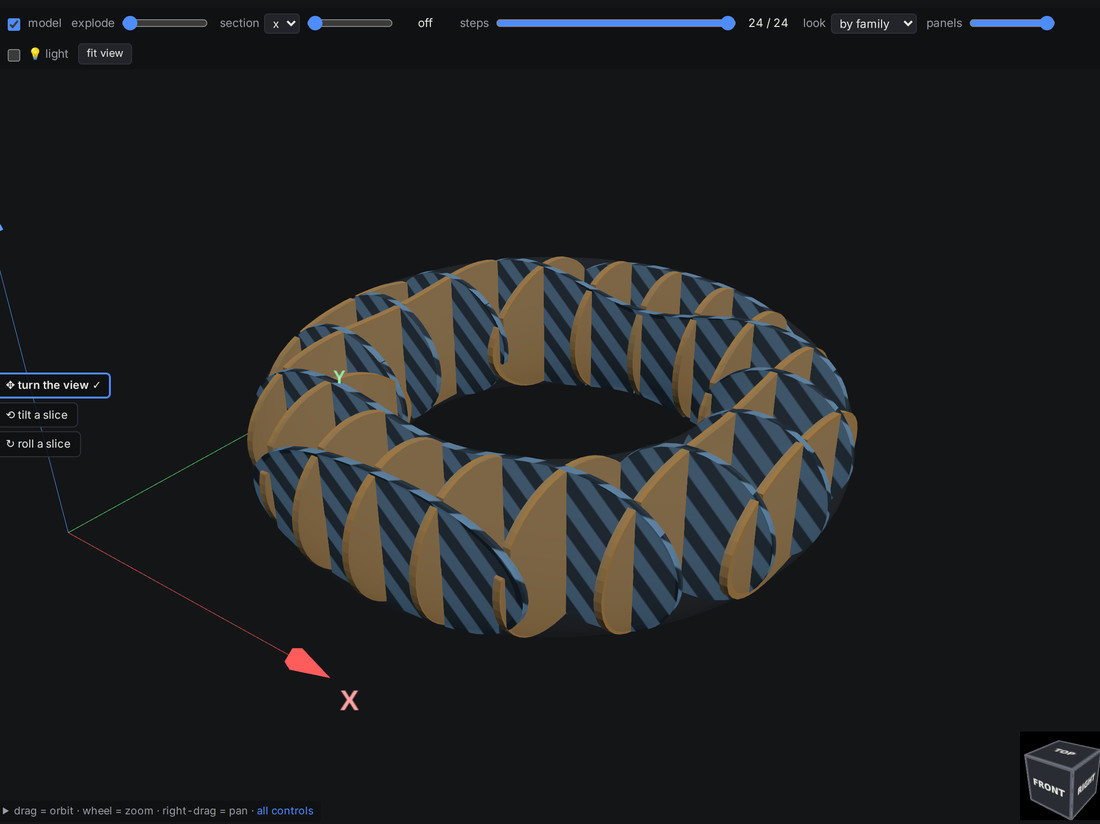 model explode section x off steps 24 / 24 look by family panels
💡 light fit view
Y
✥ turn the view ✓
⟲ tilt a slice
↻ roll a slice
X
TOP
FRONT
RIGHT
▶ drag = orbit · wheel = zoom · right-drag = pan · all controls